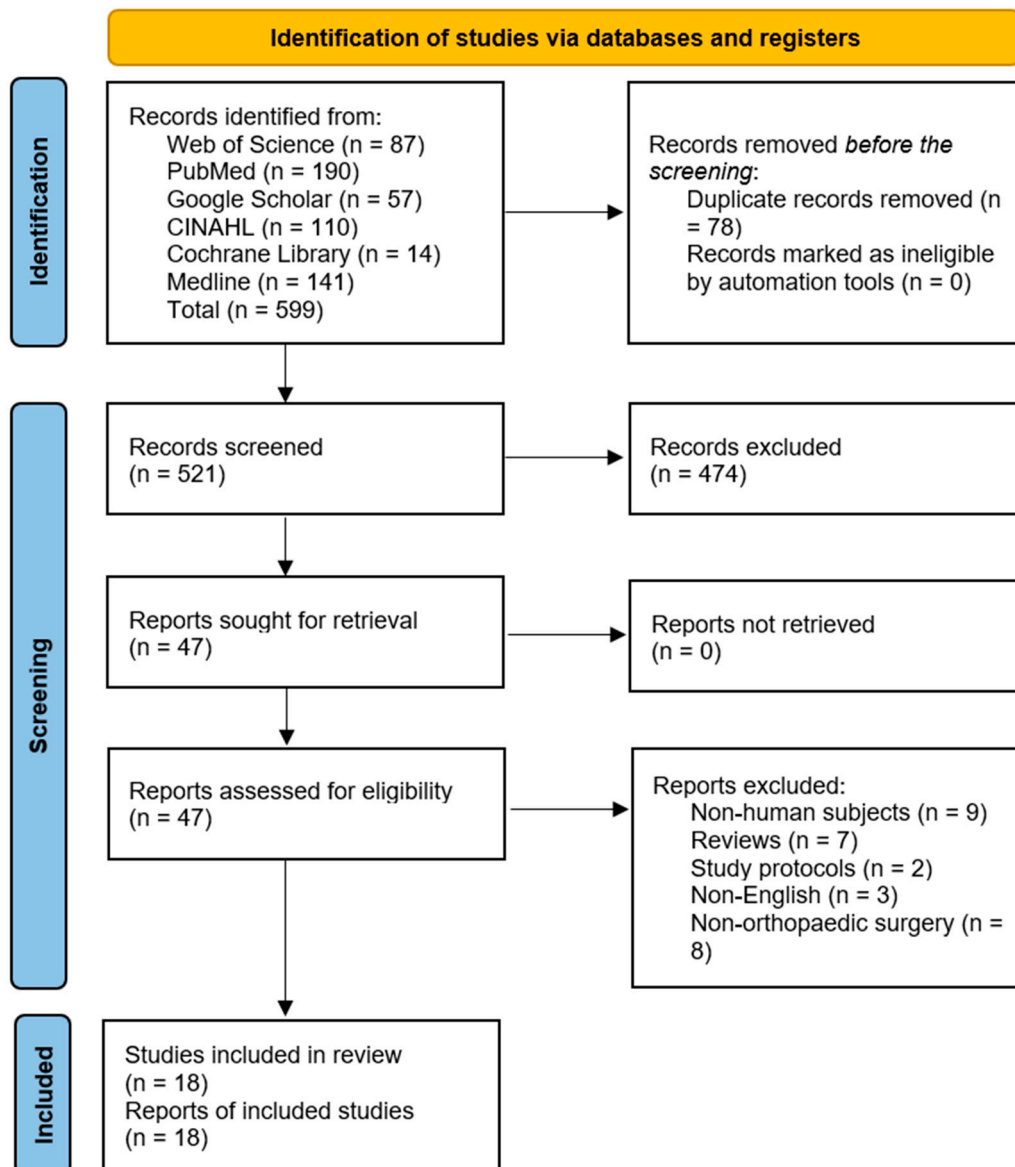 Identification of studies via databases and registers
Identification
Records identified from:
Web of Science (n = 87)
PubMed (n = 190)
Google Scholar (n = 57)
CINAHL (n = 110)
Cochrane Library (n = 14)
Medline (n = 141)
Total (n = 599)
Records removed before the
screening:
Duplicate records removed (n
= 78)
Records marked as ineligible
by automation tools (n = 0)
Screening
Records screened
(n = 521)
Records excluded
(n = 474)
Reports sought for retrieval
(n = 47)
Reports not retrieved
(n = 0)
Reports assessed for eligibility
(n = 47)
Reports excluded:
Non-human subjects (n = 9)
Reviews (n = 7)
Study protocols (n = 2)
Non-English (n = 3)
Non-orthopaedic surgery (n =
8)
Included
Studies included in review
(n = 18)
Reports of included studies
(n = 18)